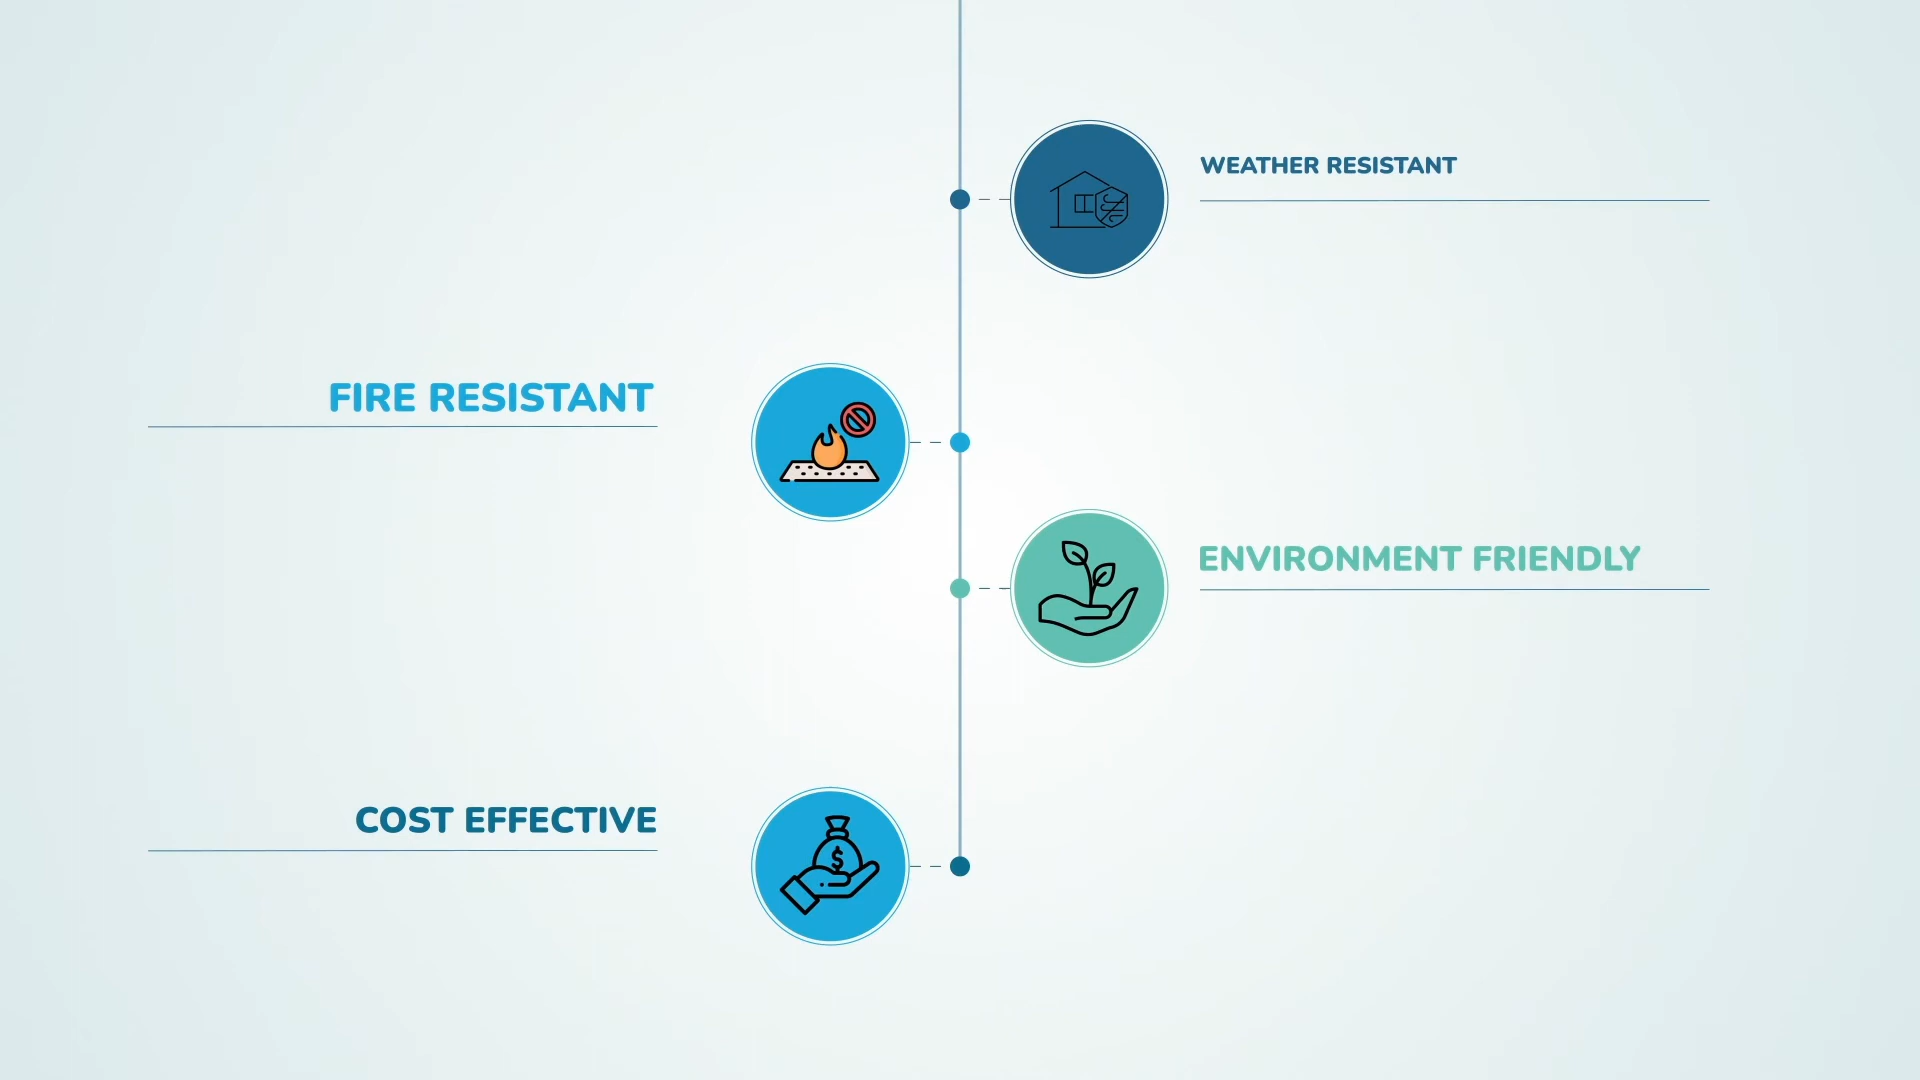 WEATHER RESISTANT
FIRE RESISTANT
ENVIRONMENT FRIENDLY
$
COST EFFECTIVE